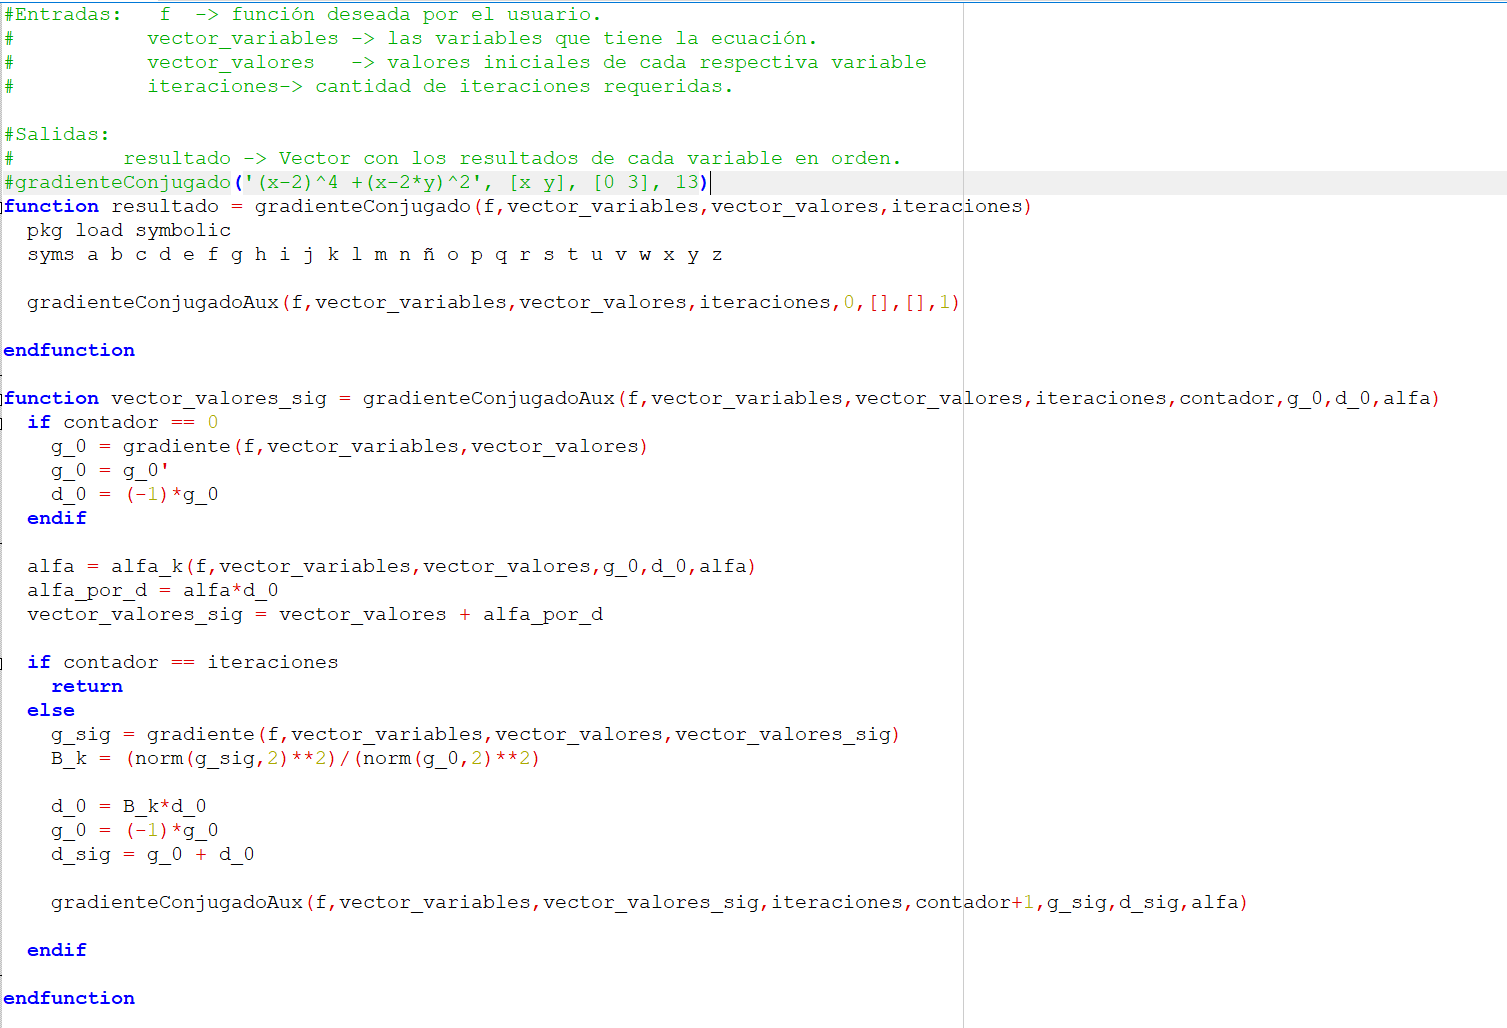 #Entradas:   f  -> función deseada por el usuario.
#           vector_variables -> las variables que tiene la ecuación.
#           vector_valores   -> valores iniciales de cada respectiva variable
#           iteraciones-> cantidad de iteraciones requeridas.
#Salidas:
#         resultado -> Vector con los resultados de cada variable en orden.
#gradienteConjugado('(x-2)^4 +(x-2*y)^2', [x y], [0 3], 13)
function resultado = gradienteConjugado(f,vector_variables,vector_valores,iteraciones)
  pkg load symbolic
  syms a b c d e f g h i j k l m n ñ o p q r s t u v w x y z
  gradienteConjugadoAux(f,vector_variables,vector_valores,iteraciones,0,[],[],1)
endfunction
function vector_valores_sig = gradienteConjugadoAux(f,vector_variables,vector_valores,iteraciones,contador,g_0,d_0,alfa)
  if contador == 0
    g_0 = gradiente(f,vector_variables,vector_valores)
    g_0 = g_0'
    d_0 = (-1)*g_0
  endif
  alfa = alfa_k(f,vector_variables,vector_valores,g_0,d_0,alfa)
  alfa_por_d = alfa*d_0
  vector_valores_sig = vector_valores + alfa_por_d
  if contador == iteraciones
    return
  else
    g_sig = gradiente(f,vector_variables,vector_valores,vector_valores_sig)
    B_k = (norm(g_sig,2)**2)/(norm(g_0,2)**2)
    d_0 = B_k*d_0
    g_0 = (-1)*g_0
    d_sig = g_0 + d_0
    gradienteConjugadoAux(f,vector_variables,vector_valores_sig,iteraciones,contador+1,g_sig,d_sig,alfa)
  endif
endfunction